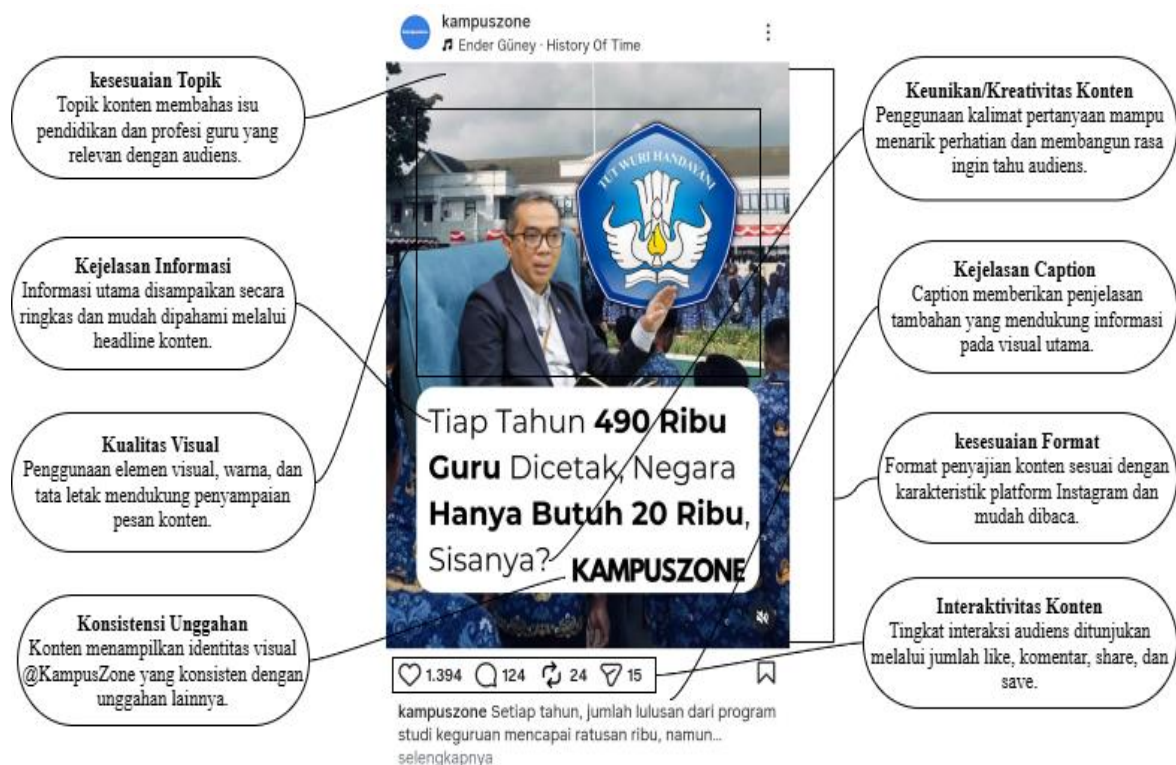 kampuszone
Ender Güney · History Of Time
kesesuaian Topik
Topik konten membahas isu
pendidikan dan profesi guru yang
relevan dengan audiens.
Kejelasan Informasi
Informasi utama disampaikan secara
ringkas dan mudah dipahami melalui
headline konten.
Kualitas Visual
Penggunaan elemen visual, warna, dan
tata letak mendukung penyampaian
pesan konten.
Konsistensi Unggahan
Konten menampilkan identitas visual
@KampusZone yang konsisten dengan
unggahan lainnya.
TUT WURI HANDAYANI
Tiap Tahun 490 Ribu
Guru Dicetak, Negara
Hanya Butuh 20 Ribu,
Sisanya?
KAMPUSZONE
1.394 124 24 15
kampuszone Setiap tahun, jumlah lulusan dari program
studi keguruan mencapai ratusan ribu, namun...
selengkapnya
Keunikan/Kreativitas Konten
Penggunaan kalimat pertanyaan mampu
menarik perhatian dan membangun rasa
ingin tahu audiens.
Kejelasan Caption
Caption memberikan penjelasan
tambahan yang mendukung informasi
pada visual utama.
kesesuaian Format
Format penyajian konten sesuai dengan
karakteristik platform Instagram dan
mudah dibaca.
Interaktivitas Konten
Tingkat interaksi audiens ditunjukan
melalui jumlah like, komentar, share, dan
save.